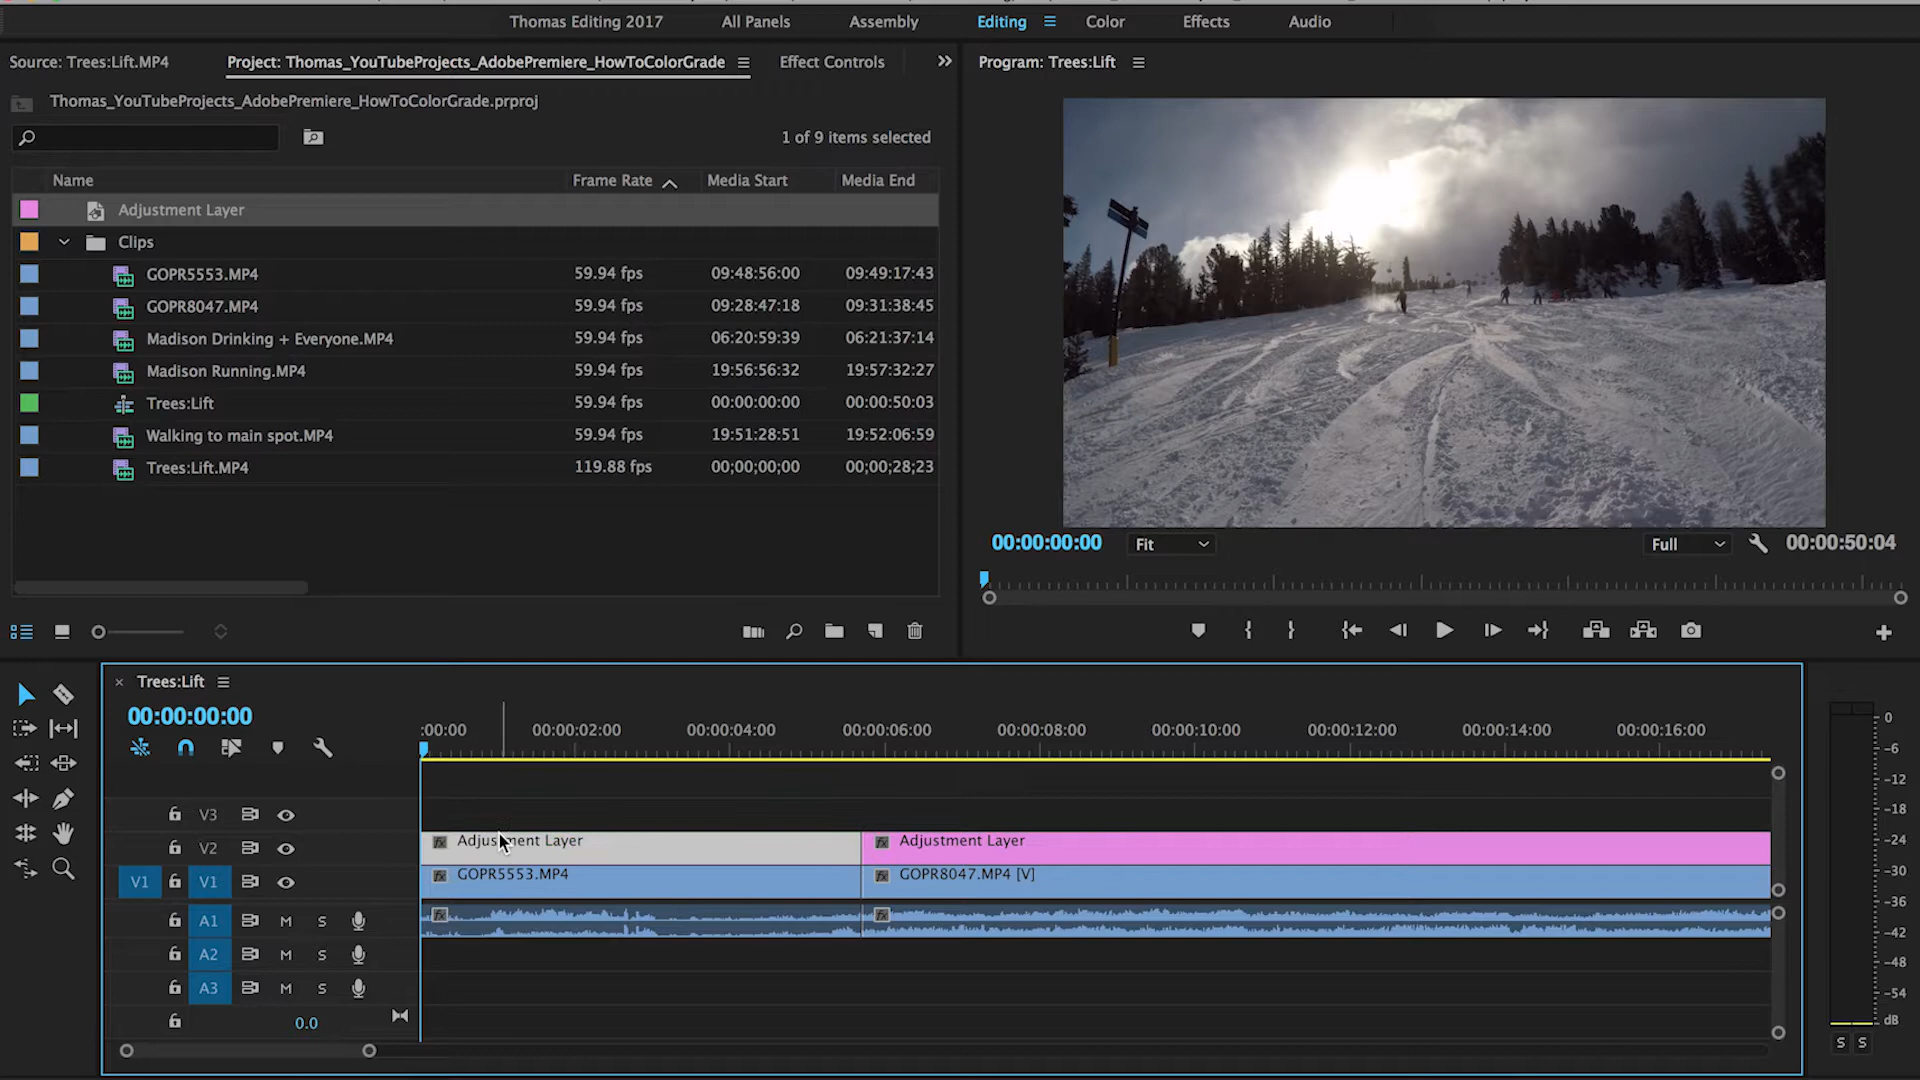 Thomas Editing 2017 All Panels Assembly Editing Color Effects Audio
Source: Trees:Lift.MP4 Project: Thomas_YouTubeProjects_AdobePremiere_HowToColorGrade Effect Controls
Program: Trees:Lift
Thomas_YouTubeProjects_AdobePremiere_HowToColorGrade.prproj
1 of 9 items selected
Name Frame Rate Media Start Media End
Adjustment Layer
Clips
GOPR5553.MP4 59.94 fps 09:48:56:00 09:49:17:43
GOPR8047.MP4 59.94 fps 09:28:47:18 09:31:38:45
Madison Drinking + Everyone.MP4 59.94 fps 06:20:59:39 06:21:37:14
Madison Running.MP4 59.94 fps 19:56:56:32 19:57:32:27
Trees:Lift 59.94 fps 00:00:00:00 00:00:50:03
Walking to main spot.MP4 59.94 fps 19:51:28:51 19:52:06:59
Trees:Lift.MP4 119.88 fps 00;00;00;00 00;00;28;23
00:00:00:00 Fit Full 00:00:50:04
Trees:Lift
00:00:00:00
:00:00 00:00:02:00 00:00:04:00 00:00:06:00 00:00:08:00 00:00:10:00 00:00:12:00 00:00:14:00 00:00:16:00
V3
V2 Adjustment Layer Adjustment Layer
V1 V1 GOPR5553.MP4 GOPR8047.MP4 [V]
A1 M S
A2 M S
A3 M S
0.0
0
-6
-12
-18
-24
-30
-36
-42
-48
-54
dB
S S